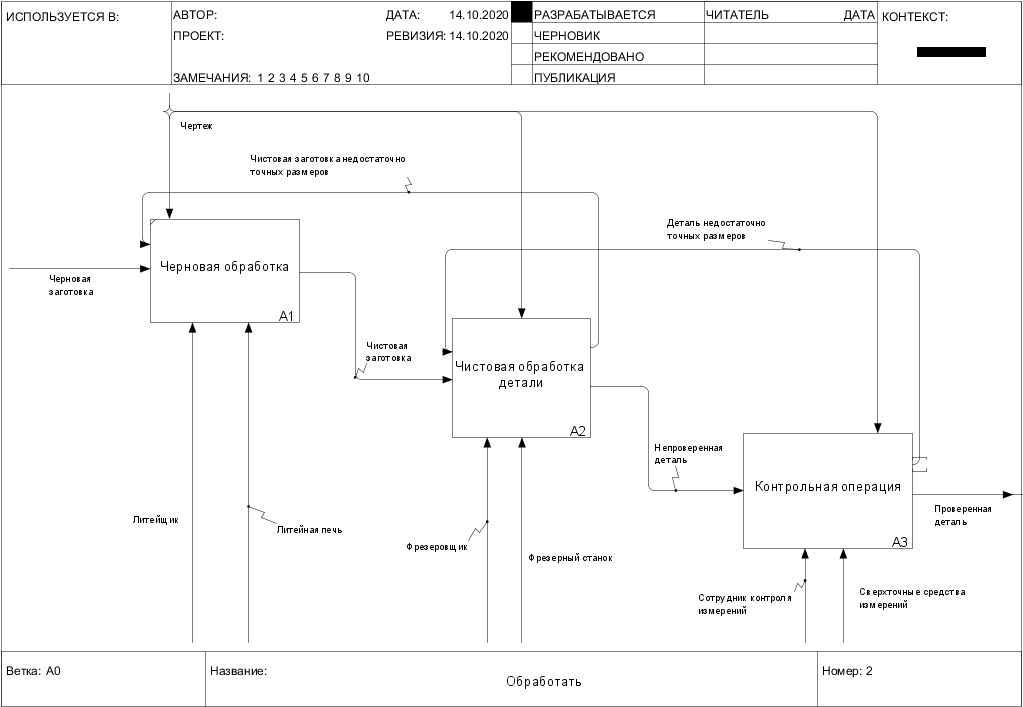 ИСПОЛЬЗУЕТСЯ В:
АВТОР:
ДАТА: 14.10.2020
РАЗРАБАТЫВАЕТСЯ
ЧИТАТЕЛЬ
ДАТА
КОНТЕКСТ:
ПРОЕКТ:
РЕВИЗИЯ: 14.10.2020
ЧЕРНОВИК
РЕКОМЕНДОВАНО
ЗАМЕЧАНИЯ: 1 2 3 4 5 6 7 8 9 10
ПУБЛИКАЦИЯ
Чертеж
Чистовая заготовка недостаточно
точных размеров
Деталь недостаточно
точных размеров
Черновая обработка
A1
Черновая
заготовка
Чистовая
заготовка
Чистовая обработка
детали
A2
Непроверенная
деталь
Контрольная операция
A3
Проверенная
деталь
Литейщик
Литейная печь
Фрезеровщик
Фрезерный станок
Сотрудник контроля
измерений
Сверхточные средства
измерений
Ветка: A0
Название:
Обработать
Номер: 2